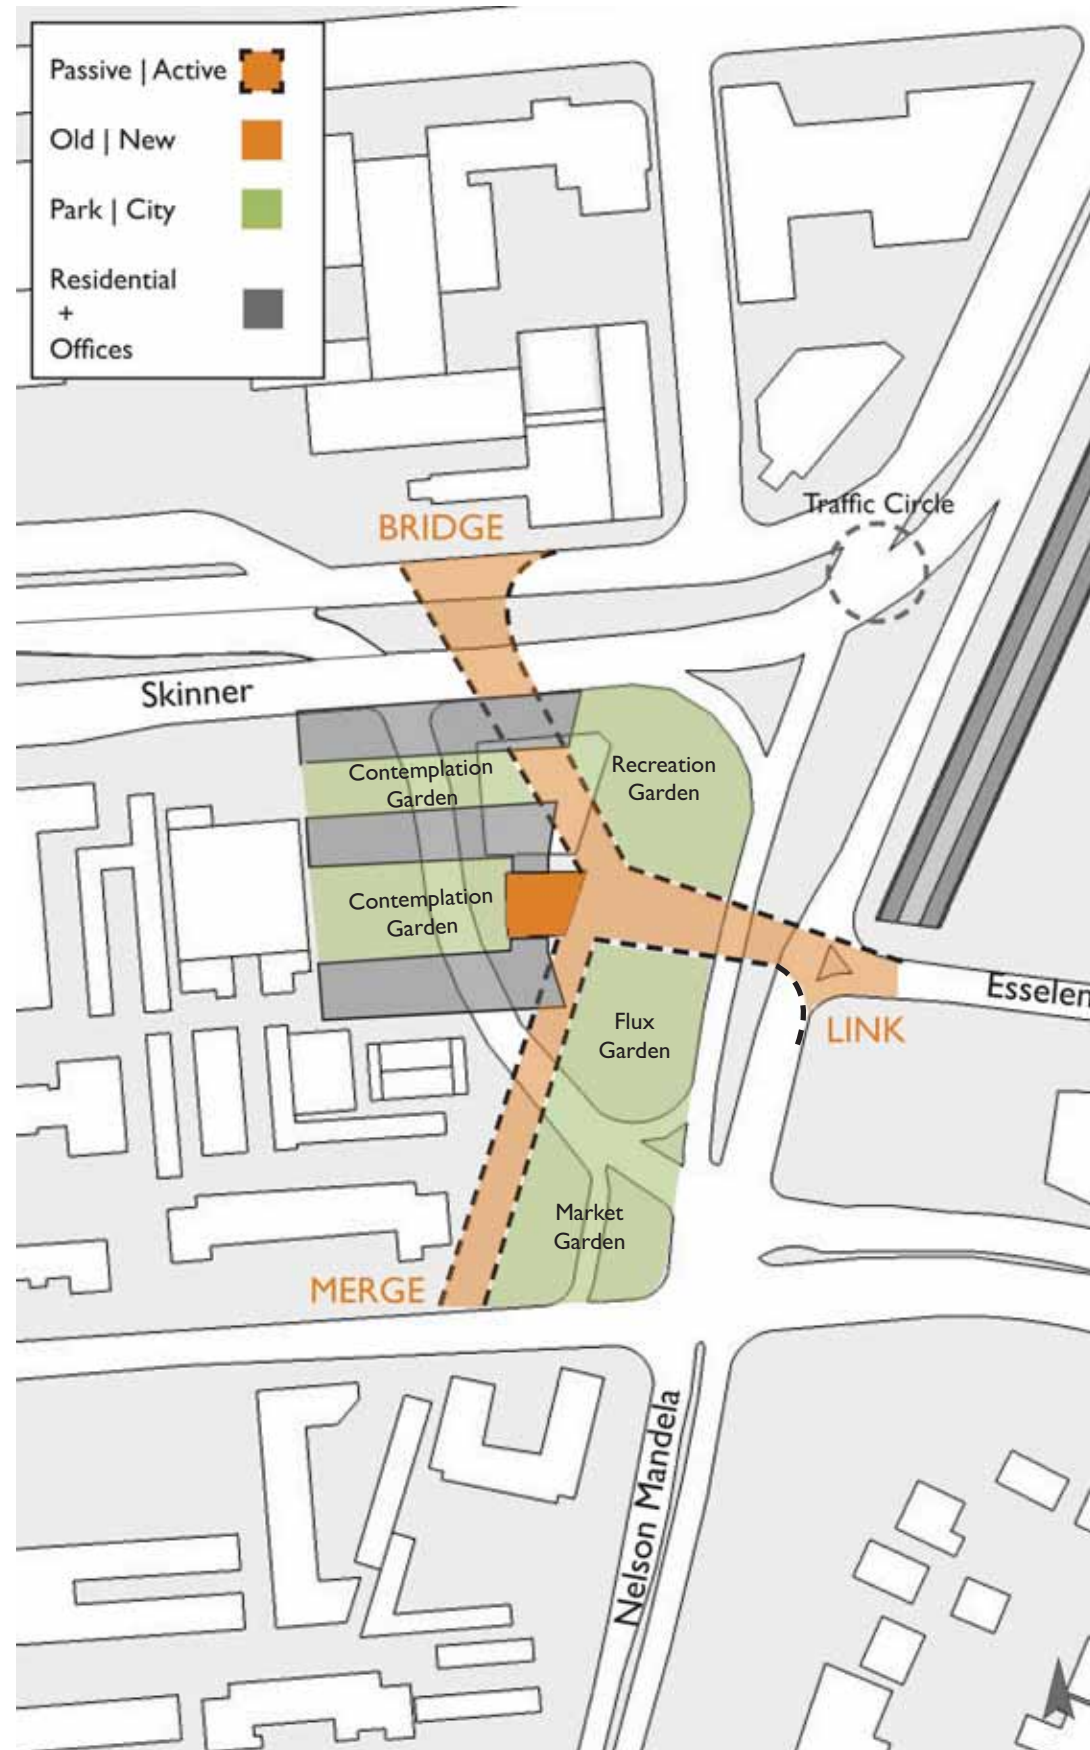 Passive | Active
Old | New
Park | City
Residential
+
Offices
Traffic Circle
BRIDGE
Skinner
Contemplation
Garden
Recreation
Garden
Contemplation
Garden
Esselen
Flux
Garden
LINK
Market
Garden
MERGE
Nelson Mandela